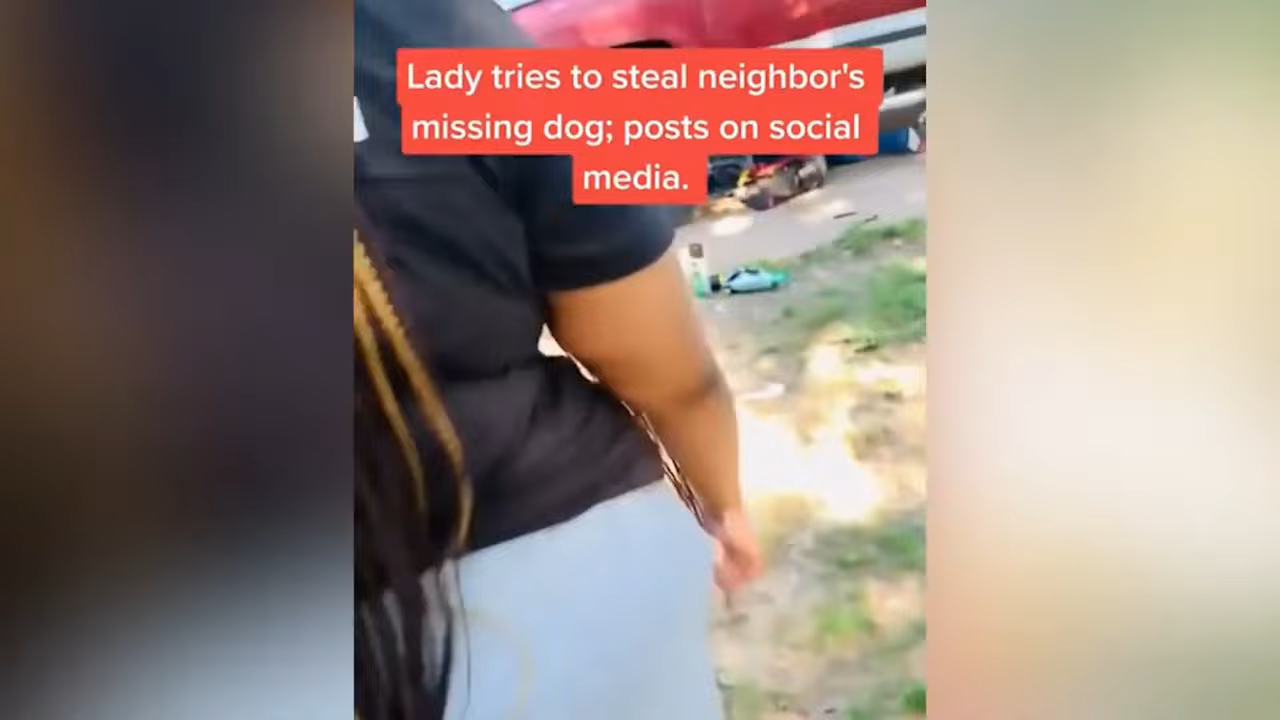 Lady tries to steal neighbor's
missing dog; posts on social
media.